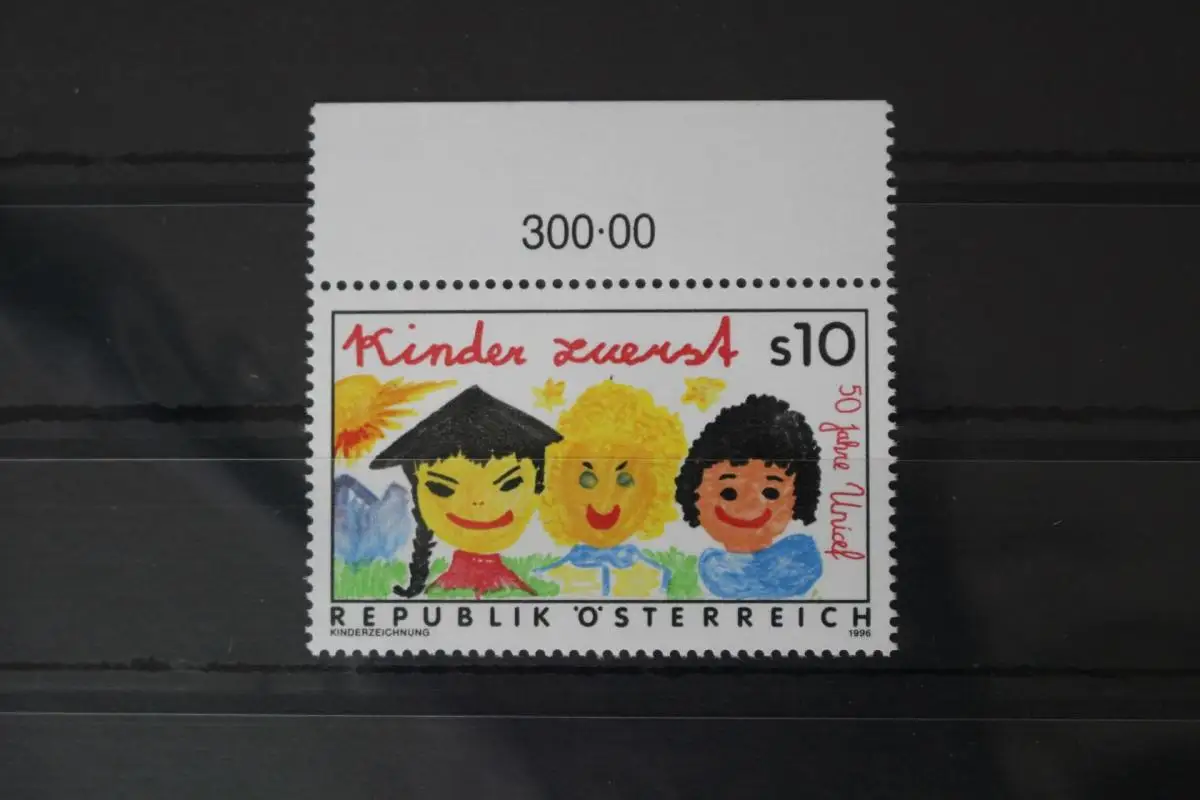 300·00
Kinder zuerst
s10
50 Jahre Unicef
REPUBLIK ÖSTERREICH
KINDERZEICHNUNG
1996